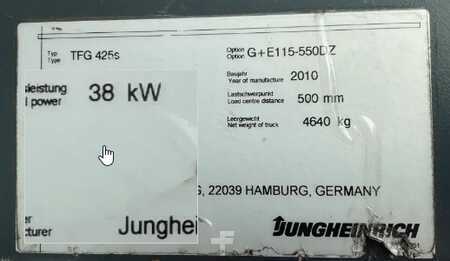 Typ
Type TFG 425s
Option
Option G+E115-550DZ
Baujahr
Year of manufacture 2010
leistung
power 38 kW
Lastschwerpunkt
Load centre distance 500 mm
Leergewicht
Net weight of truck 4640 kg
22039 HAMBURG, GERMANY
er
cturer Junghei
JUNGHEINRICH